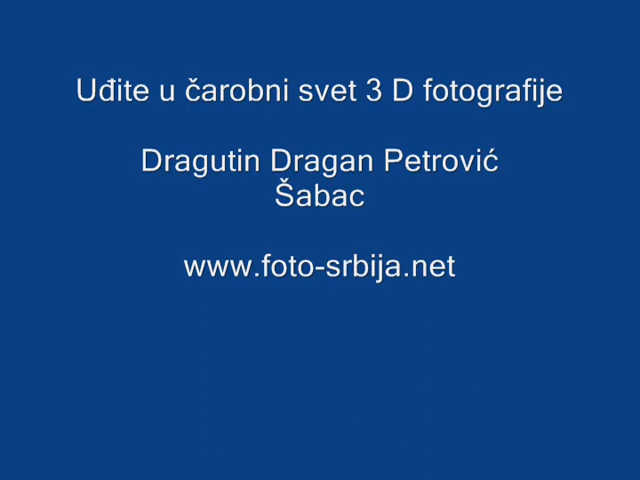 Uđite u čarobni svet 3 D fotografije
Dragutin Dragan Petrović
Šabac
www.foto-srbija.net